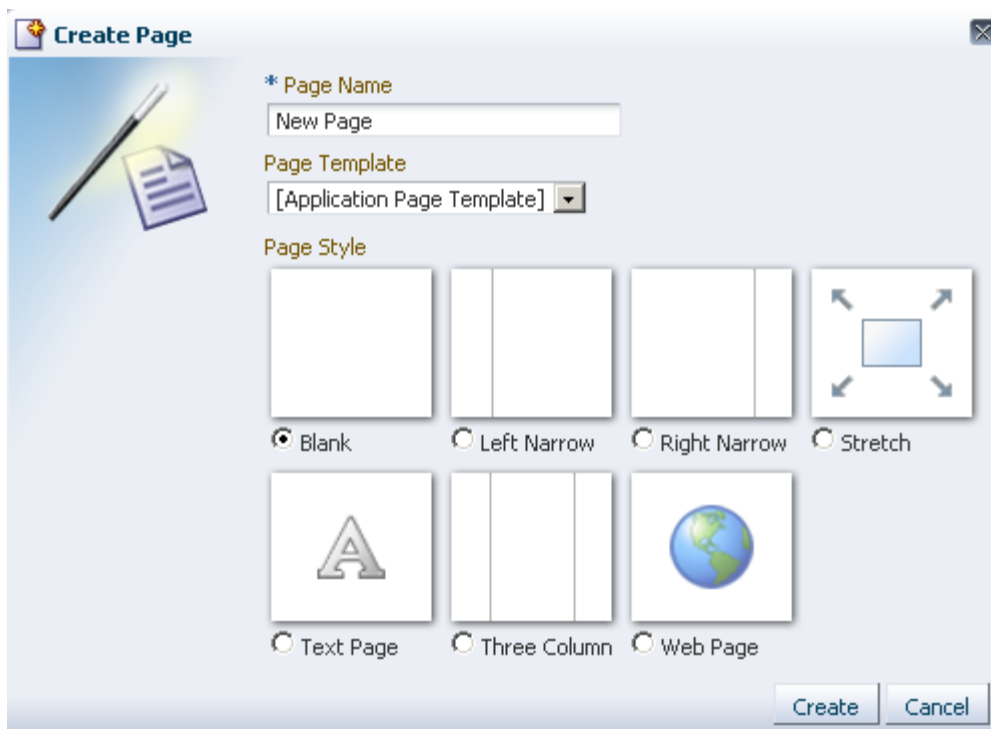 Create Page
* Page Name
New Page
Page Template
[Application Page Template]
Page Style
Blank
Left Narrow
Right Narrow
Stretch
A
Text Page
Three Column
Web Page
Create
Cancel